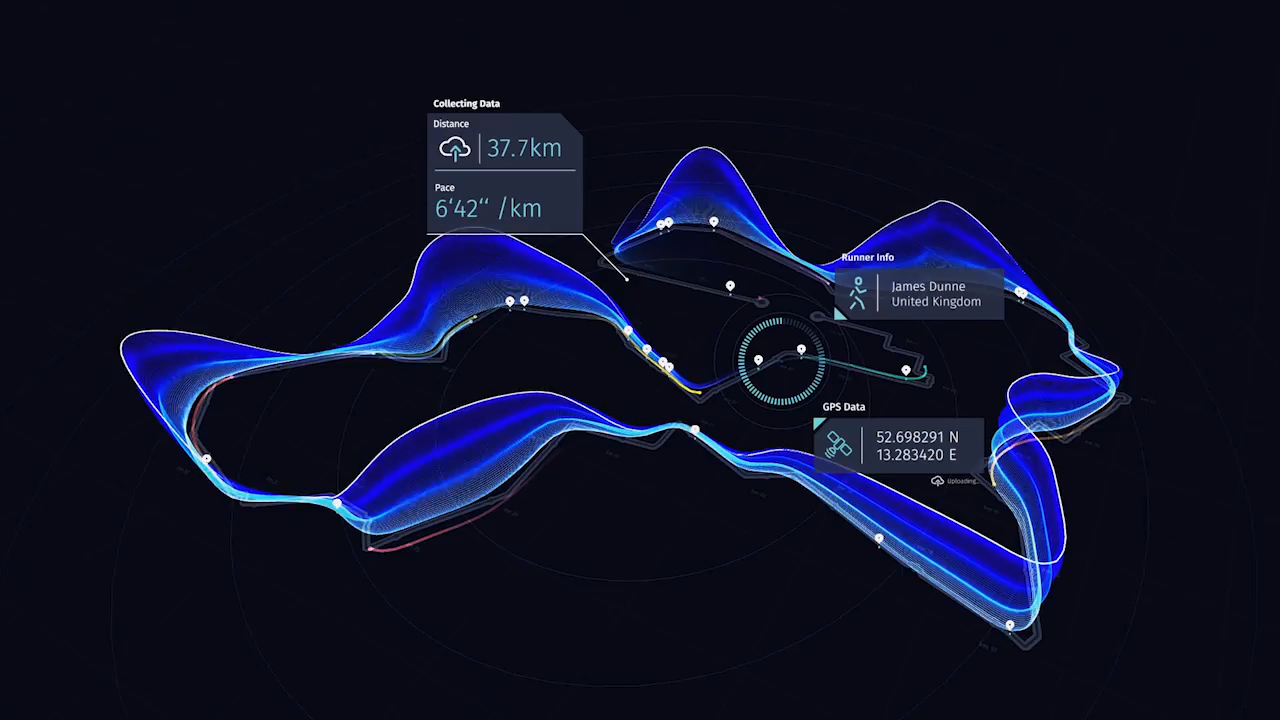 Collecting Data
Distance
37.7km
Pace
6‘42“ /km
Runner Info
James Dunne
United Kingdom
GPS Data
52.698291 N
13.283420 E
Uploading...